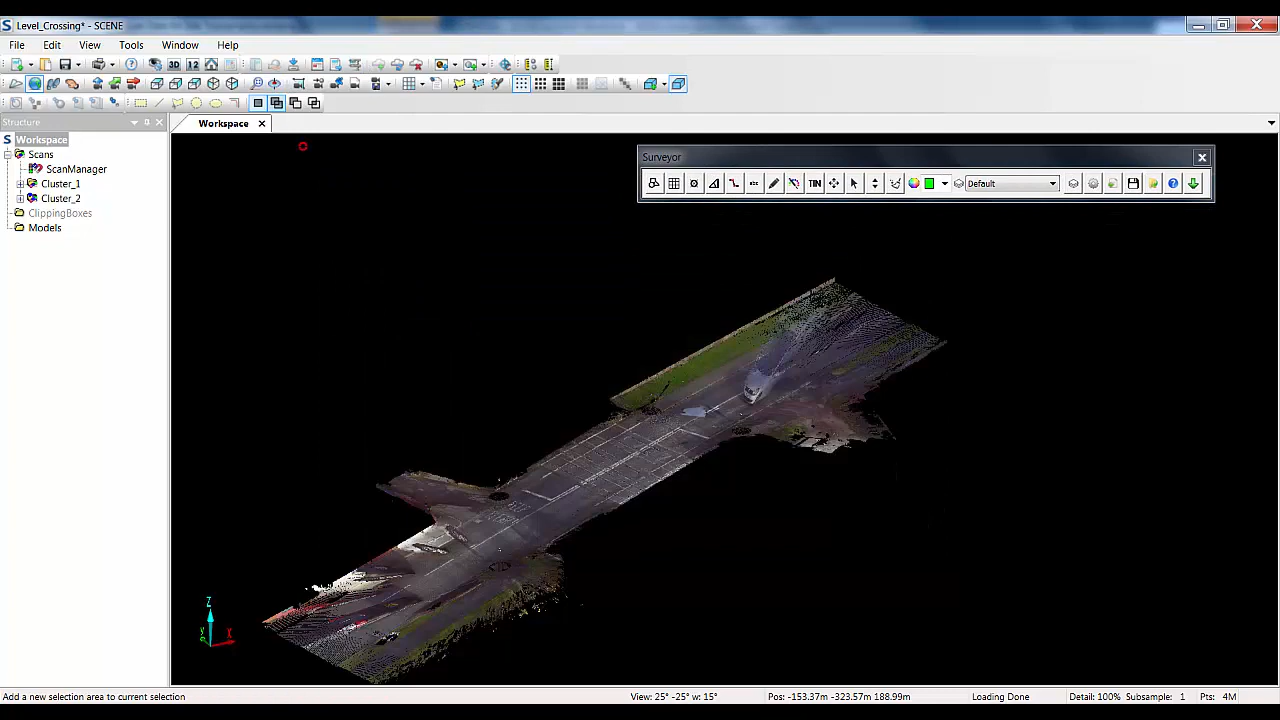 Level_Crossing* - SCENE
File Edit View Tools Window Help
Structure
Workspace
Workspace
Scans
ScanManager
Cluster_1
Cluster_2
ClippingBoxes
Models
Surveyor
TIN Default
Z
y X
Add a new selection area to current selection View: 25° -25° w: 15° Pos: -153.37m -323.57m 188.99m Loading Done Detail: 100% Subsample: 1 Pts: 4M